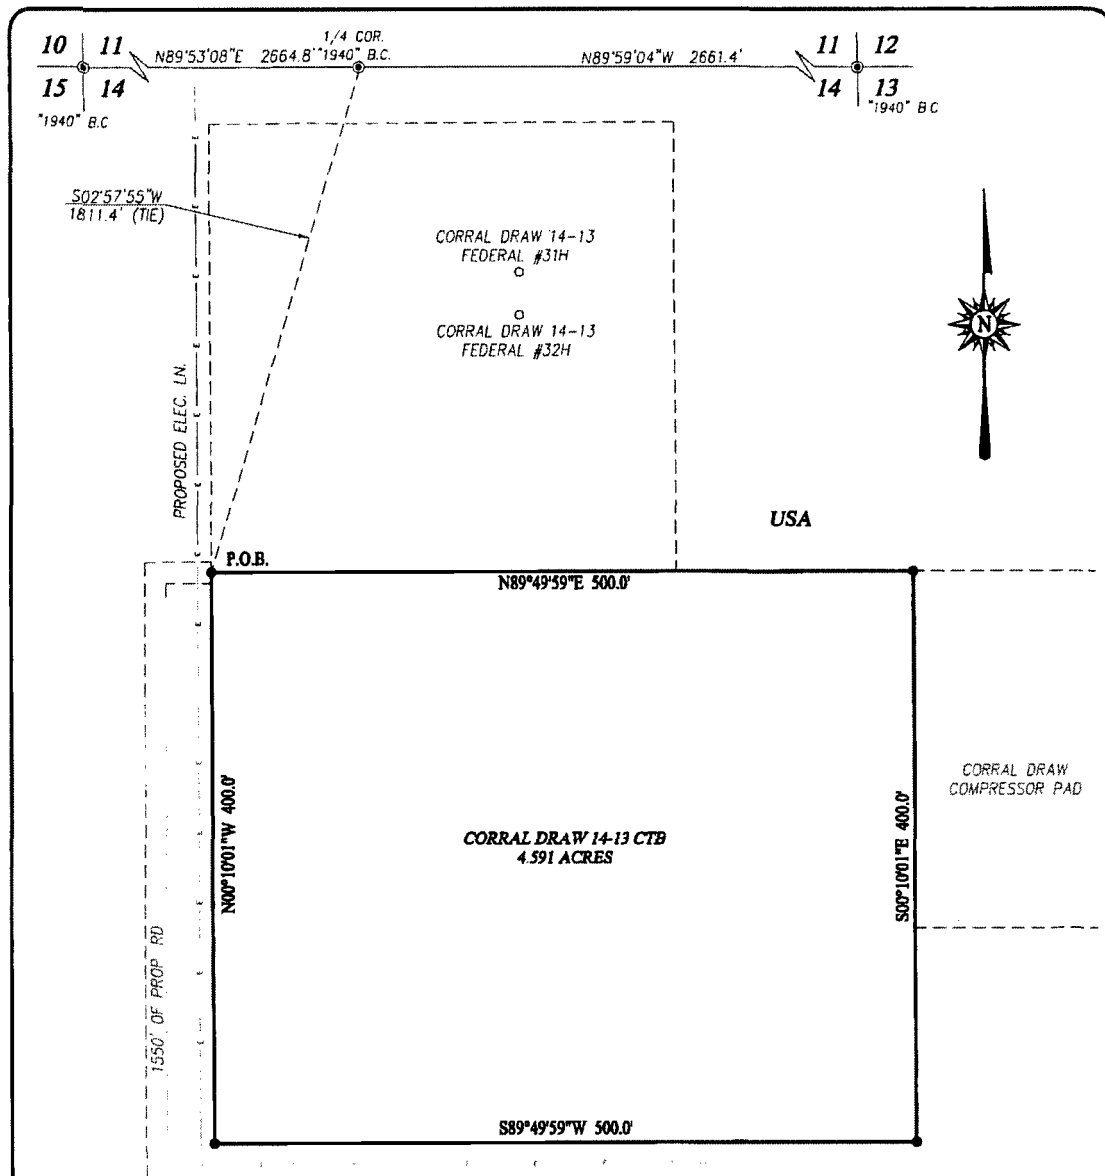 10 11
15 14
"1940" B.C
N89°53'08"E 2664.8'
1/4 COR.
"1940" B.C.
N89°59'04"W 2661.4'
11 12
14 13
"1940" B C
S02°57'55"W
1811.4' (TIE)
CORRAL DRAW 14-13
FEDERAL #31H
CORRAL DRAW 14-13
FEDERAL #32H
N
PROPOSED ELEC. LN.
USA
P.O.B.
N89°49'59"E 500.0'
CORRAL DRAW
COMPRESSOR PAD
N00°10'01"W 400.0'
CORRAL DRAW 14-13 CTB
4.591 ACRES
S00°10'01"E 400.0'
1550' OF PROP RD
S89°49'59"W 500.0'